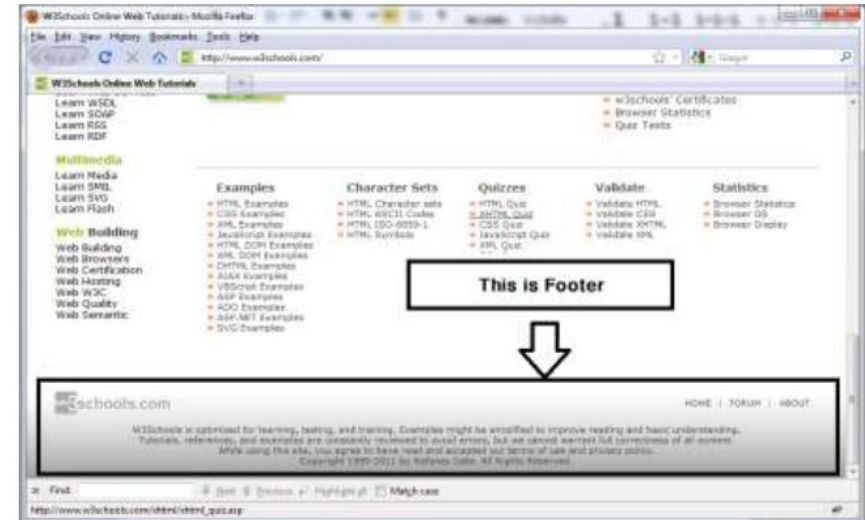 W3Schools Online Web Tutorials - Mozilla Firefox
File Edit View History Bookmarks Tools Help
http://www.w3schools.com/
Google
W3Schools Online Web Tutorials
Learn WSDL
Learn SOAP
Learn RSS
Learn RDF
Multimedia
Learn Media
Learn SMIL
Learn SVG
Learn Flash
Web Building
Web Building
Web Browsers
Web Certification
Web Hosting
Web W3C
Web Quality
Web Semantic
w3schools' Certificates
Browser Statistics
Quiz Tests
Examples
HTML Examples
CSS Examples
XML Examples
JavaScript Examples
HTML DOM Examples
XML DOM Examples
DHTML Examples
AJAX Examples
VBScript Examples
ASP Examples
ADO Examples
ASP.NET Examples
SVG Examples
Character Sets
HTML Character sets
HTML ASCII Codes
HTML ISO-8859-1
HTML Symbols
Quizzes
HTML Quiz
XHTML Quiz
CSS Quiz
JavaScript Quiz
XML Quiz
Validate
Validate HTML
Validate CSS
Validate XHTML
Validate XML
Statistics
Browser Statistics
Browser OS
Browser Display
This is Footer
w3schools.com
HOME | FORUM | ABOUT
W3Schools is optimized for learning, testing, and training. Examples might be simplified to improve reading and basic understanding.
Tutorials, references, and examples are constantly reviewed to avoid errors, but we cannot warrant full correctness of all content.
While using this site, you agree to have read and accepted our terms of use and privacy policy.
Copyright 1999-2011 by Refsnes Data. All Rights Reserved.
Find:
Next Previous Highlight all Match case
http://www.w3schools.com/xhtml/xhtml_quiz.asp